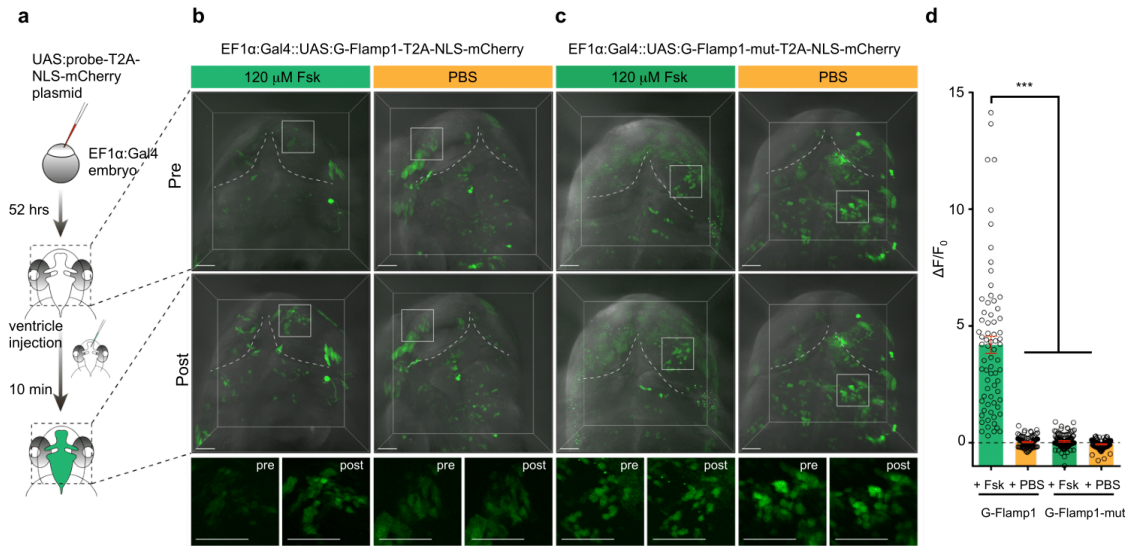 a
UAS:probe-T2A-
NLS-mCherry
plasmid
EF1α:Gal4
embryo
52 hrs
ventricle
injection
10 min
b
EF1α:Gal4::UAS:G-Flamp1-T2A-NLS-mCherry
120 μM Fsk
PBS
Pre
Post
pre
post
pre
post
c
EF1α:Gal4::UAS:G-Flamp1-mut-T2A-NLS-mCherry
120 μM Fsk
PBS
pre
post
pre
post
d
ΔF/F0
15
10
5
0
***
+ Fsk + PBS + Fsk + PBS
G-Flamp1 G-Flamp1-mut